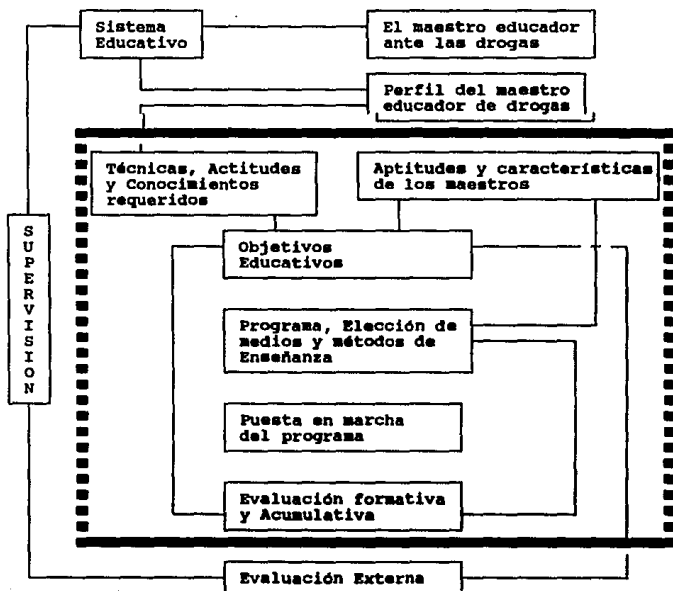 Sistema
Educativo
El maestro educador
ante las drogas
Perfil del maestro
educador de drogas
Técnicas, Actitudes
y Conocimientos
requeridos
Aptitudes y características
de los maestros
SUPERVISION
Objetivos
Educativos
Programa, Elección de
medios y métodos de
Enseñanza
Puesta en marcha
del programa
Evaluación formativa
y Acumulativa
Evaluación Externa